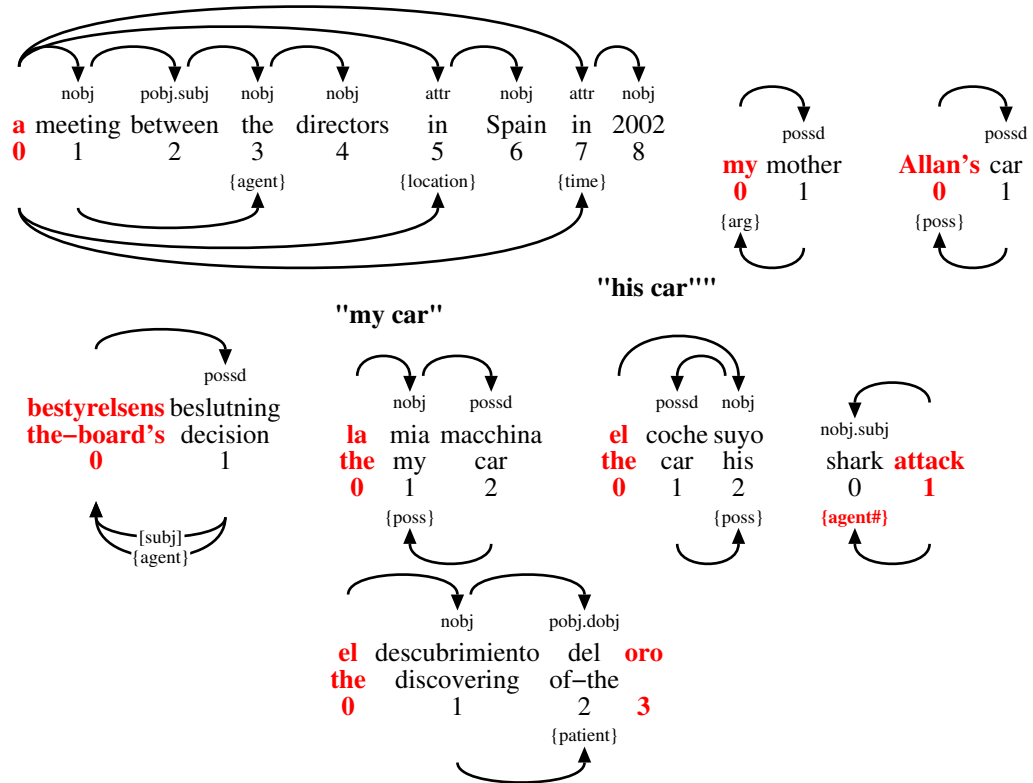 nobj pobj.subj nobj nobj attr nobj attr nobj
a meeting between the directors in Spain in 2002
0 1 2 3 4 5 6 7 8
{agent} {location} {time}
possd
my mother
0 1
{arg}
possd
Allan's car
0 1
{poss}
possd
bestyrelsens beslutning
the–board's decision
0 1
[subj]
{agent}
"my car"
nobj possd
la mia macchina
the my car
0 1 2
{poss}
"his car""
possd nobj
el coche suyo
the car his
0 1 2
{poss}
nobj.subj
shark attack
0 1
{agent#}
nobj pobj.dobj
el descubrimiento del oro
the discovering of–the
0 1 2 3
{patient}